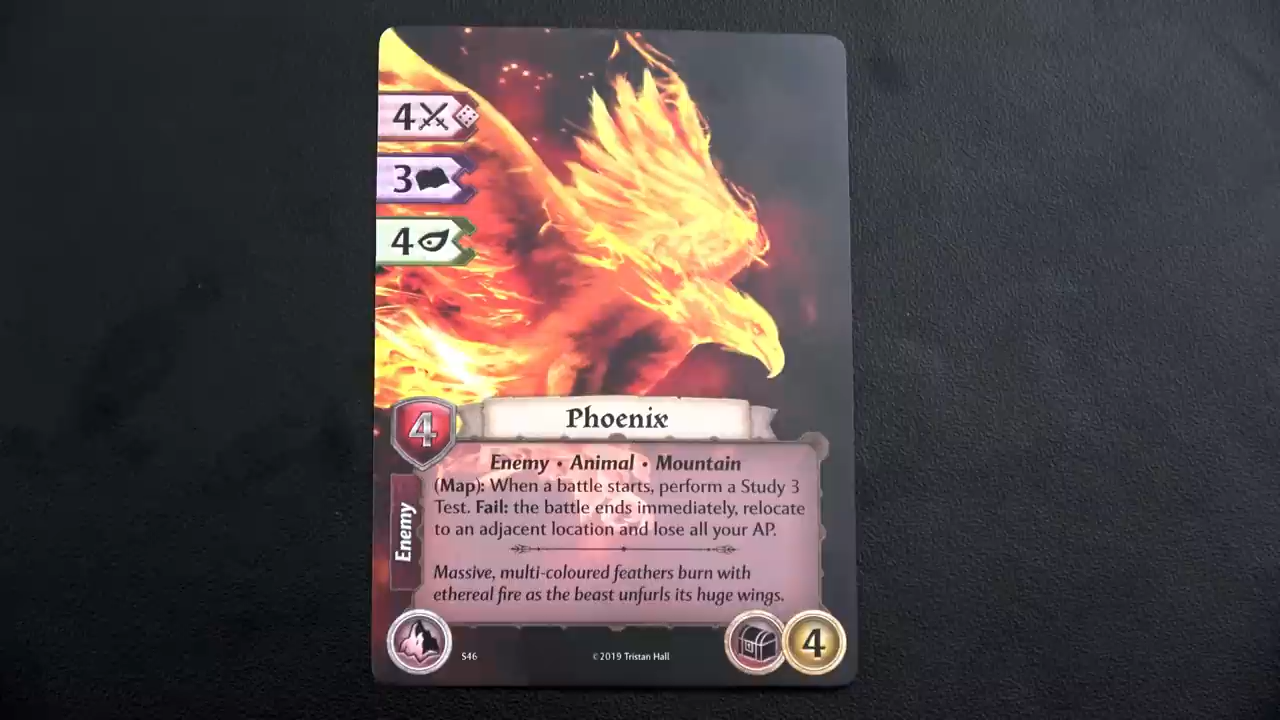 4
3
4
4
Phoenix
Enemy • Animal • Mountain
(Map): When a battle starts, perform a Study 3
Test. Fail: the battle ends immediately, relocate
to an adjacent location and lose all your AP.
Enemy
Massive, multi-coloured feathers burn with
ethereal fire as the beast unfurls its huge wings.
S46
©2019 Tristan Hall
4